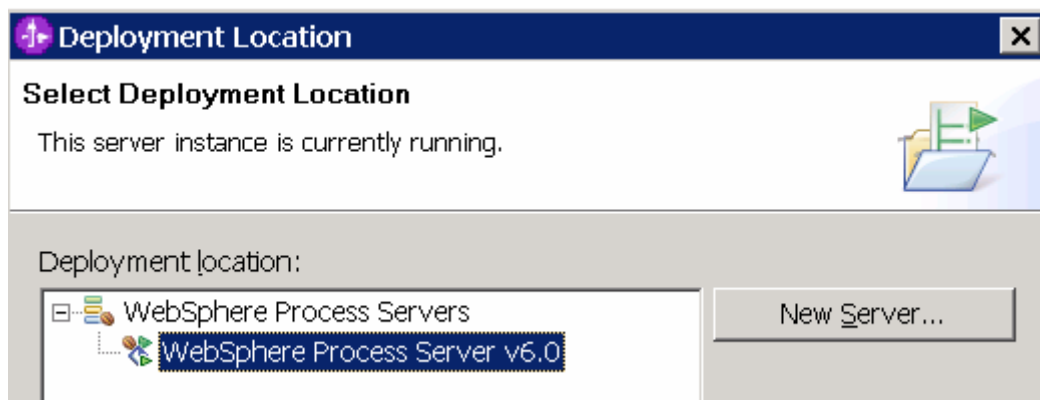 Deployment Location
Select Deployment Location
This server instance is currently running.
Deployment location:
WebSphere Process Servers
New Server...
WebSphere Process Server v6.0